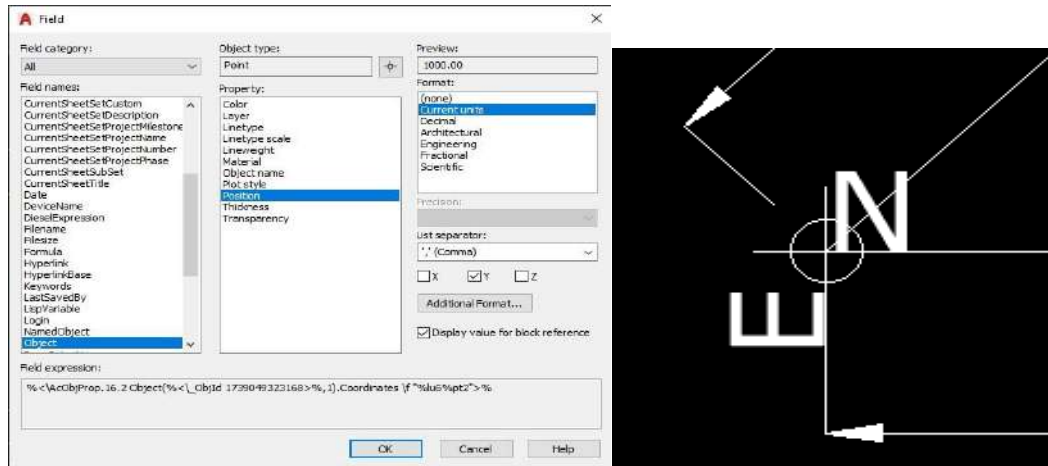 Field
Field category:
All
Field names:
CurrentSheetSetCustom
CurrentSheetSetDescription
CurrentSheetSetProjectMilestone
CurrentSheetSetProjectName
CurrentSheetSetProjectNumber
CurrentSheetSetProjectPhase
CurrentSheetSubSet
CurrentSheetTitle
Date
DeviceName
DieselExpression
Filename
Filesize
Formula
Hyperlink
HyperlinkBase
Keywords
LastSavedBy
LispVariable
Login
NamedObject
Object
Object type:
Point
Property:
Color
Layer
Linetype
Linetype scale
Lineweight
Material
Object name
Plot style
Position
Thickness
Transparency
Preview:
1000.00
Format:
(none)
Current units
Decimal
Architectural
Engineering
Fractional
Scientific
Precision:
List separator:
',' (Comma)
X Y Z
Additional Format...
Display value for block reference
Field expression:
%<\AcObjProp.16.2 Object(%<\_ObjId 1739049323168>%,1).Coordinates \f "%lu6%pt2">%
OK Cancel Help
N
E